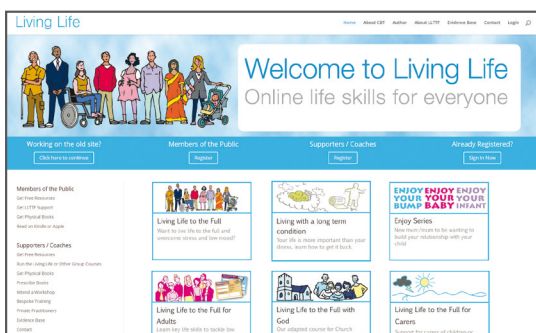 Living Life
Home About CBT Author About LLTTF Evidence Base Contact Login
Welcome to Living Life
Online life skills for everyone
Working on the old site? Members of the Public Supporters / Coaches Already Registered?
Click here to continue Register Register Sign In Now
Members of the Public
Get Free Resources
Get LLTTF Support
Get Physical Books
Read on Kindle or Apple
Supporters / Coaches
Get Free Resources
Run the Living Life or Other Group Courses
Get Physical Books
Prescribe Books
Attend a Workshop
Bespoke Training
Private Practitioners
Evidence Base
Contact
Living Life to the Full
Want to live life to the full and
overcome stress and low mood?
Living with a long term
condition
Your life is more important than your
illness, learn how to get it back.
ENJOY ENJOY ENJOY
YOUR YOUR YOUR
BUMP BABY INFANT
Enjoy Series
New mum /mum to be wanting to
build your relationship with your
child
Living Life to the Full for
Adults
Learn key life skills to tackle low
Living Life to the Full with
God
Our adapted course for Church
Living Life to the Full for
Carers